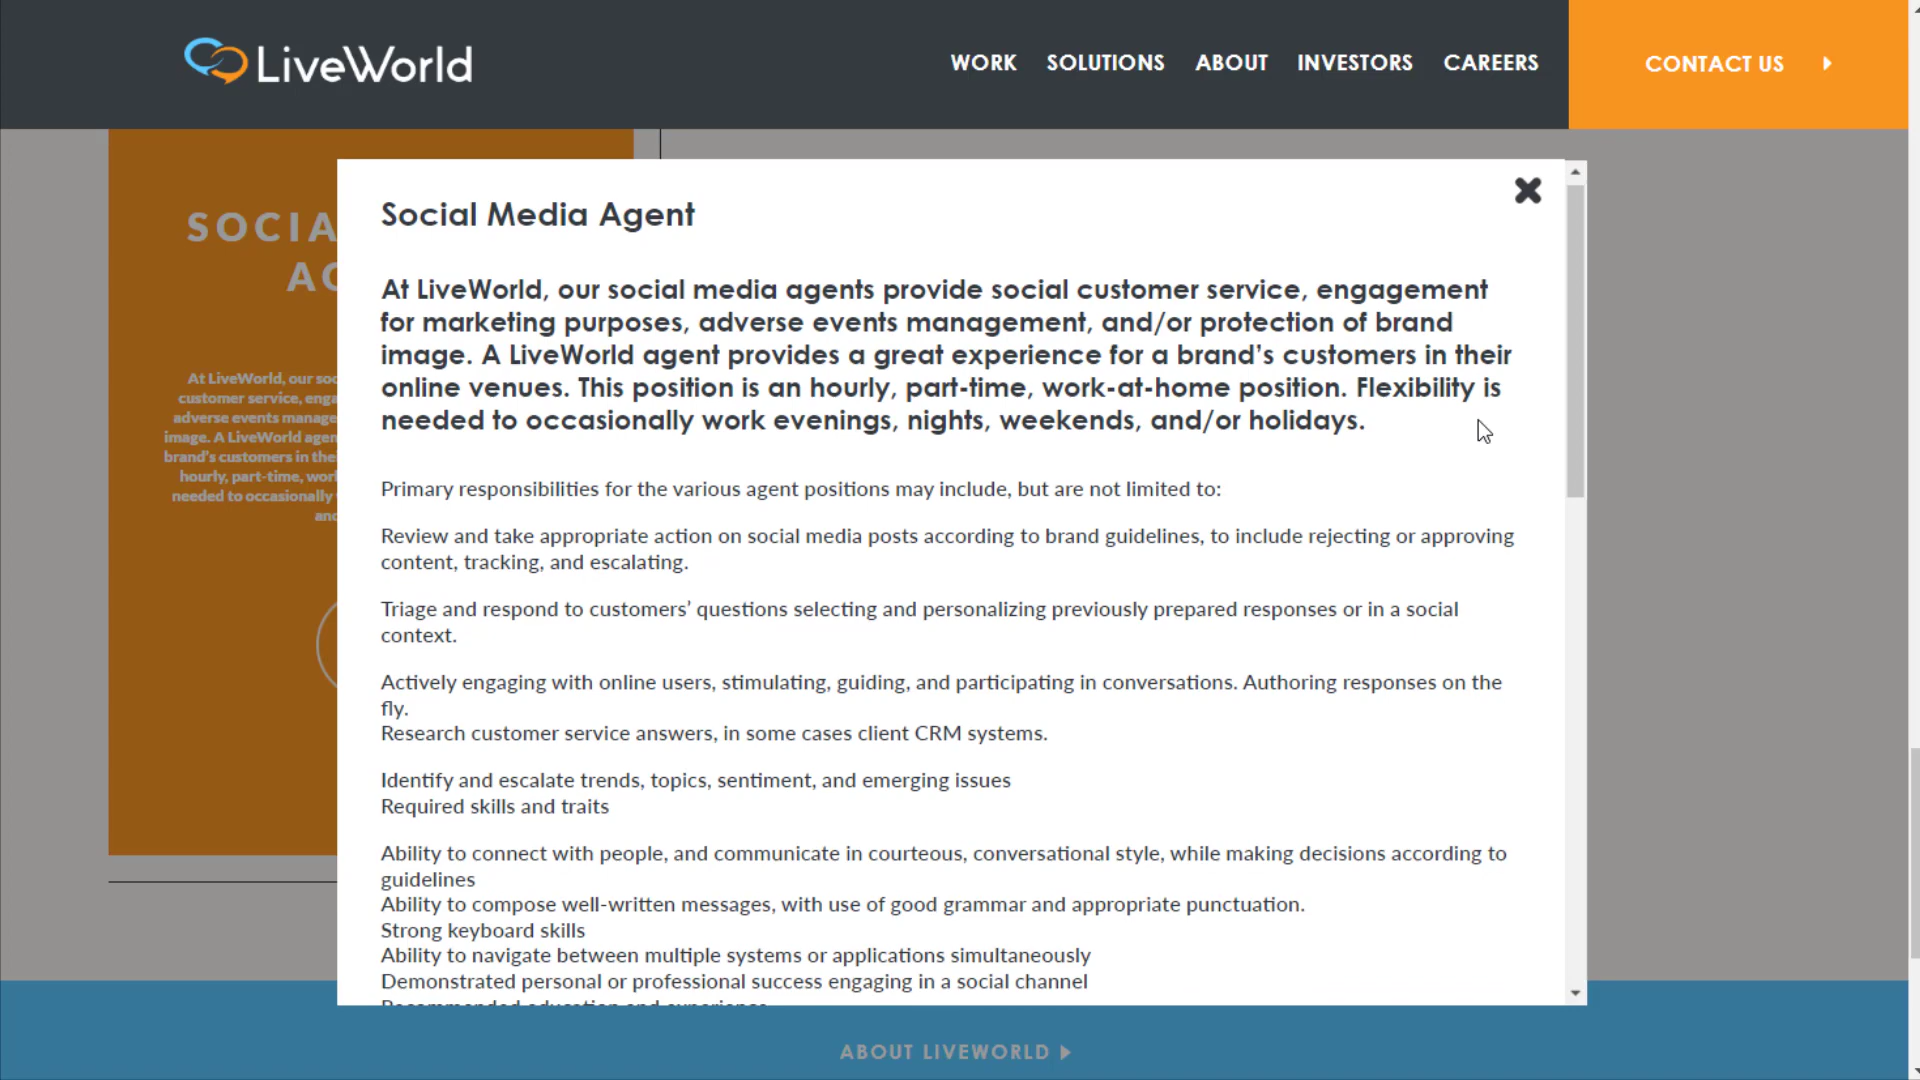 LiveWorld
WORK SOLUTIONS ABOUT INVESTORS CAREERS CONTACT US
Social Media Agent
At LiveWorld, our social media agents provide social customer service, engagement
for marketing purposes, adverse events management, and/or protection of brand
image. A LiveWorld agent provides a great experience for a brand's customers in their
online venues. This position is an hourly, part-time, work-at-home position. Flexibility is
needed to occasionally work evenings, nights, weekends, and/or holidays.
Primary responsibilities for the various agent positions may include, but are not limited to:
Review and take appropriate action on social media posts according to brand guidelines, to include rejecting or approving
content, tracking, and escalating.
Triage and respond to customers' questions selecting and personalizing previously prepared responses or in a social
context.
Actively engaging with online users, stimulating, guiding, and participating in conversations. Authoring responses on the
fly.
Research customer service answers, in some cases client CRM systems.
Identify and escalate trends, topics, sentiment, and emerging issues
Required skills and traits
Ability to connect with people, and communicate in courteous, conversational style, while making decisions according to
guidelines
Ability to compose well-written messages, with use of good grammar and appropriate punctuation.
Strong keyboard skills
Ability to navigate between multiple systems or applications simultaneously
Demonstrated personal or professional success engaging in a social channel
Recommended education and experience
SOCIA
AG
At LiveWorld, our soc
customer service, enga
adverse events manage
image. A LiveWorld agen
brand's customers in the
hourly, part-time, worl
needed to occasionally
and
ABOUT LIVEWORLD